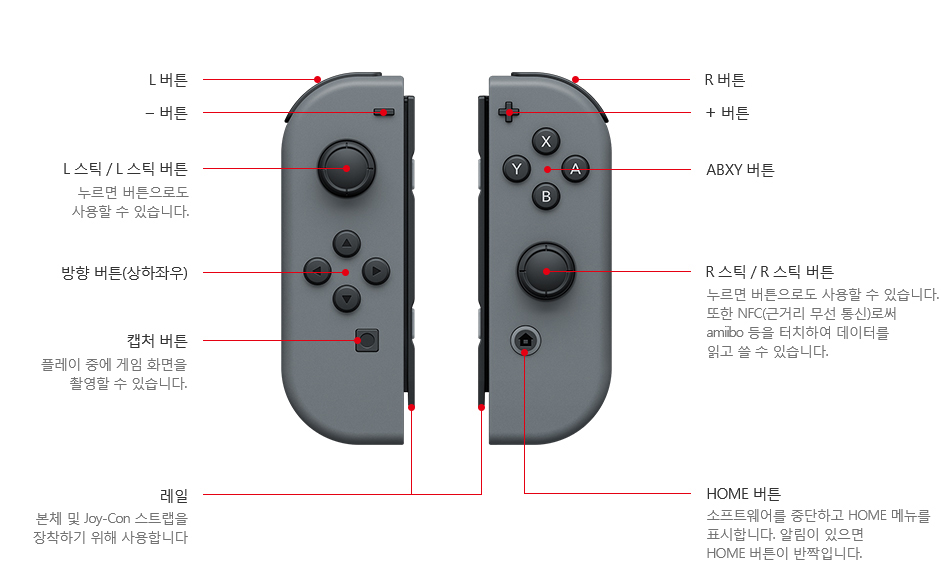 L 버튼
− 버튼
L 스틱 / L 스틱 버튼
누르면 버튼으로도
사용할 수 있습니다.
방향 버튼(상하좌우)
캡처 버튼
플레이 중에 게임 화면을
촬영할 수 있습니다.
레일
본체 및 Joy-Con 스트랩을
장착하기 위해 사용합니다
X
Y
A
B
R 버튼
+ 버튼
ABXY 버튼
R 스틱 / R 스틱 버튼
누르면 버튼으로도 사용할 수 있습니다.
또한 NFC(근거리 무선 통신)로써
amiibo 등을 터치하여 데이터를
읽고 쓸 수 있습니다.
HOME 버튼
소프트웨어를 중단하고 HOME 메뉴를
표시합니다. 알림이 있으면
HOME 버튼이 반짝입니다.